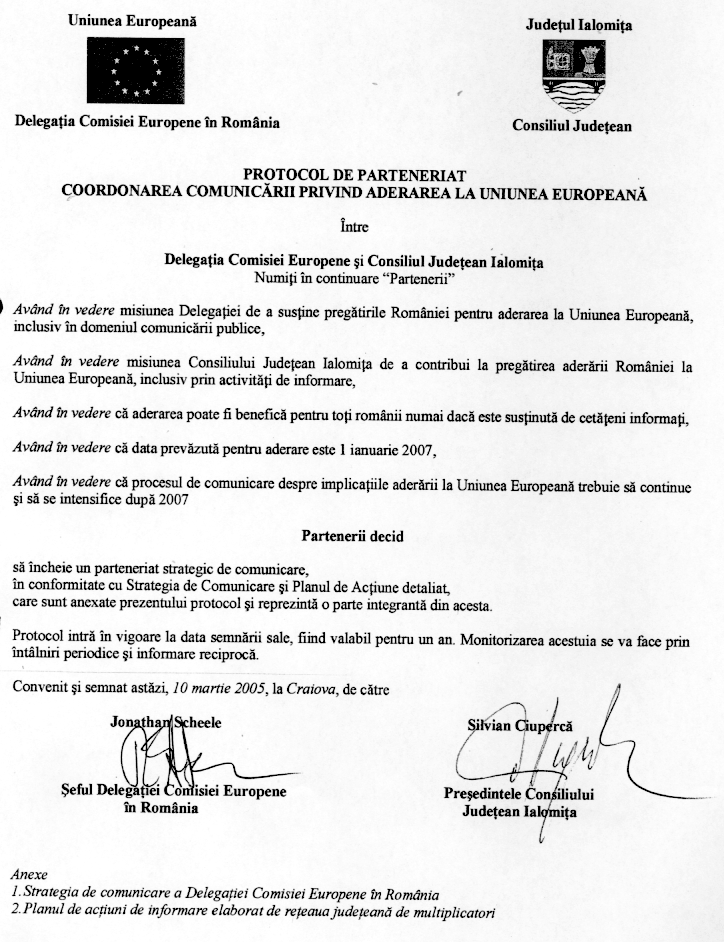 Uniunea Europeană
Județul Ialomița
Delegația Comisiei Europene în România
Consiliul Județean
PROTOCOL DE PARTENERIAT
COORDONAREA COMUNICĂRII PRIVIND ADERAREA LA UNIUNEA EUROPEANĂ
Între
Delegația Comisiei Europene şi Consiliul Județean Ialomița
Numiți în continuare “Partenerii”
Având în vedere misiunea Delegației de a susține pregătirile României pentru aderarea la Uniunea Europeană,
inclusiv în domeniul comunicării publice,
Având în vedere misiunea Consiliului Județean Ialomița de a contribui la pregătirea aderării României la
Uniunea Europeană, inclusiv prin activități de informare,
Având în vedere că aderarea poate fi benefică pentru toți românii numai dacă este susținută de cetățeni informați,
Având în vedere că data prevăzută pentru aderare este 1 ianuarie 2007,
Având în vedere că procesul de comunicare despre implicațiile aderării la Uniunea Europeană trebuie să continue
şi să se intensifice după 2007
Partenerii decid
să încheie un parteneriat strategic de comunicare,
în conformitate cu Strategia de Comunicare şi Planul de Acțiune detaliat,
care sunt anexate prezentului protocol şi reprezintă o parte integrantă din acesta.
Protocol intră în vigoare la data semnării sale, fiind valabil pentru un an. Monitorizarea acestuia se va face prin
întâlniri periodice şi informare reciprocă.
Convenit şi semnat astăzi, 10 martie 2005, la Craiova, de către
Jonathan Scheele
Silvian Ciupercă
Şeful Delegației Comisiei Europene
în România
Preşedintele Consiliului
Județean Ialomița
Anexe
1.Strategia de comunicare a Delegației Comisiei Europene în România
2.Planul de acțiuni de informare elaborat de rețeaua județeană de multiplicatori